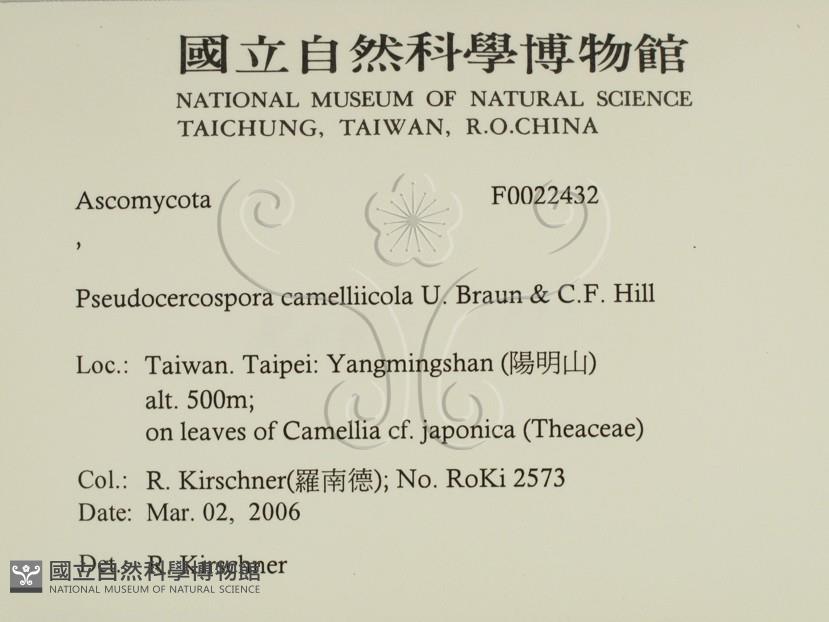 國立自然科學博物館
NATIONAL MUSEUM OF NATURAL SCIENCE
TAICHUNG, TAIWAN, R.O.CHINA
Ascomycota F0022432
,
Pseudocercospora camelliicola U. Braun & C.F. Hill
Loc.: Taiwan. Taipei: Yangmingshan (陽明山)
alt. 500m;
on leaves of Camellia cf. japonica (Theaceae)
Col.: R. Kirschner(羅南德); No. RoKi 2573
Date: Mar. 02, 2006
Det.: R. Kirschner
國立自然科學博物館
NATIONAL MUSEUM OF NATURAL SCIENCE